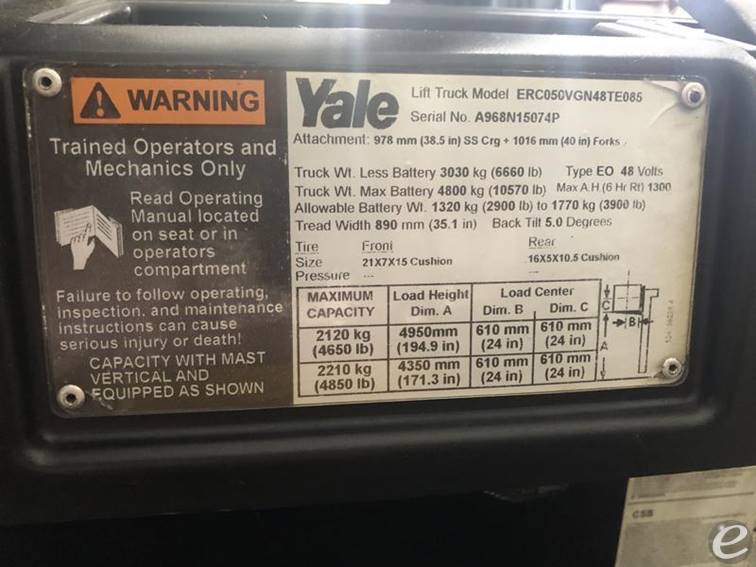 WARNING
Trained Operators and
Mechanics Only
Read Operating
Manual located
on seat or in
operators
compartment
Failure to follow operating,
inspection, and maintenance
instructions can cause
serious injury or death!
CAPACITY WITH MAST
VERTICAL AND
EQUIPPED AS SHOWN
Yale
Lift Truck Model ERC050VGN48TE085
Serial No. A968N15074P
Attachment: 978 mm (38.5 in) SS Crg + 1016 mm (40 in) Forks
Truck Wt. Less Battery 3030 kg (6660 lb) Type EO 48 Volts
Truck Wt. Max Battery 4800 kg (10570 lb) Max A.H (6 Hr Rt) 1300
Allowable Battery Wt. 1320 kg (2900 lb) to 1770 kg (3900 lb)
Tread Width 890 mm (35.1 in) Back Tilt 5.0 Degrees
Tire Front Rear
Size 21X7X15 Cushion 16X5X10.5 Cushion
Pressure --- ---
MAXIMUM CAPACITY Load Height Dim. A Load Center Dim. B Dim. C
2120 kg (4650 lb) 4950mm (194.9 in) 610 mm (24 in) 610 mm (24 in)
2210 kg (4850 lb) 4350 mm (171.3 in) 610 mm (24 in) 610 mm (24 in)
C
B
A
CSB
e